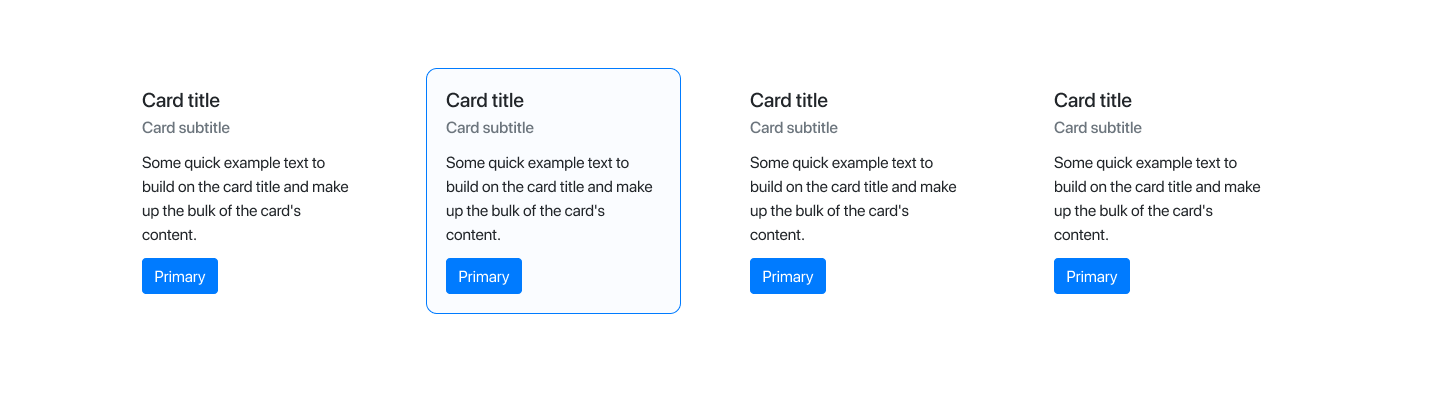 Card title
Card subtitle
Some quick example text to
build on the card title and make
up the bulk of the card's
content.
Primary
Card title
Card subtitle
Some quick example text to
build on the card title and make
up the bulk of the card's
content.
Primary
Card title
Card subtitle
Some quick example text to
build on the card title and make
up the bulk of the card's
content.
Primary
Card title
Card subtitle
Some quick example text to
build on the card title and make
up the bulk of the card's
content.
Primary